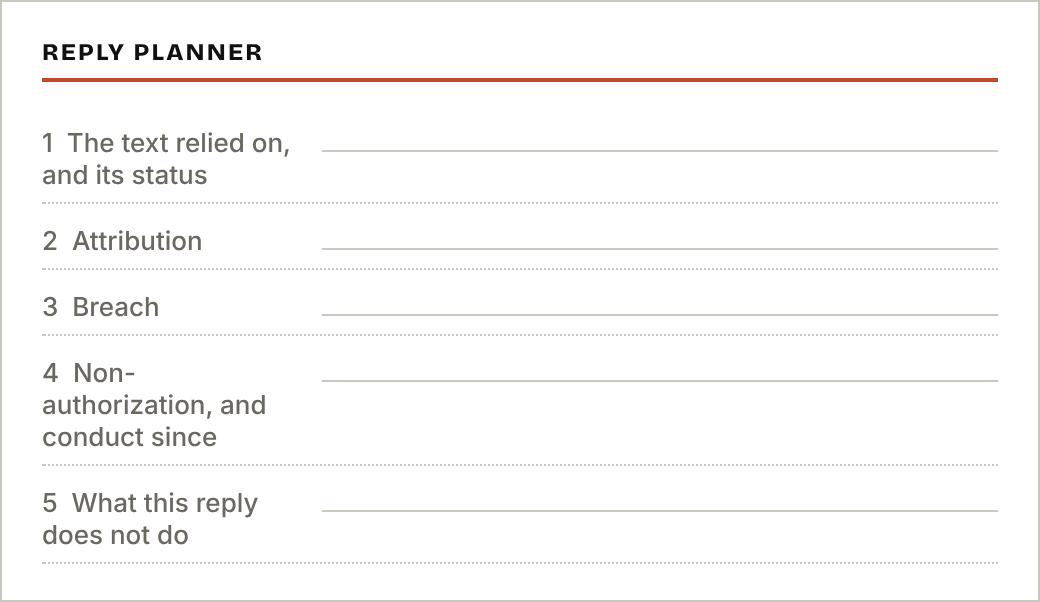 REPLY PLANNER
1 The text relied on,
and its status
2 Attribution
3 Breach
4 Non-
authorization, and
conduct since
5 What this reply
does not do